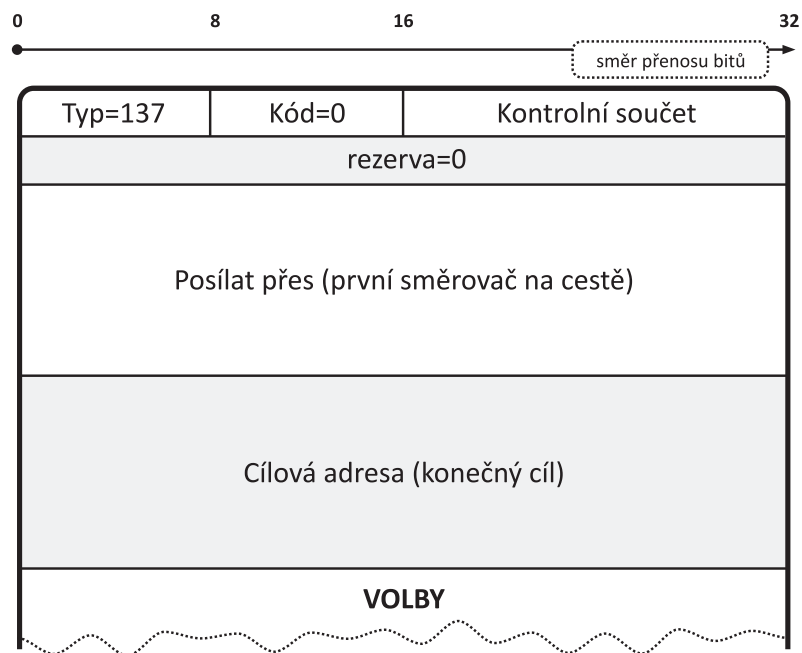 0 8 16 32
směr přenosu bitů
Typ=137 Kód=0 Kontrolní součet
rezerva=0
Posílat přes (první směrovač na cestě)
Cílová adresa (konečný cíl)
VOLBY